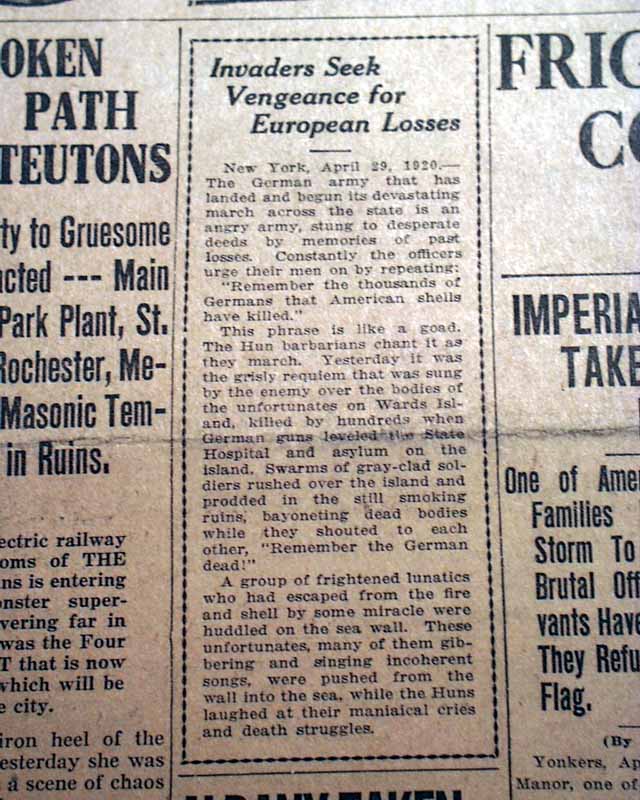 OKEN
PATH
TEUTONS
ty to Gruesome
acted --- Main
Park Plant, St.
Rochester, Me-
Masonic Tem-
in Ruins.
ectric railway
oms of THE
ns is entering
onster super-
vering far in
was the Four
T that is now
which will be
e city.
iron heel of the
esterday she was
a scene of chaos
Invaders Seek
Vengeance for
European Losses
New York, April 29, 1920.—
The German army that has
landed and begun its devastating
march across the state is an
angry army, stung to desperate
deeds by memories of past
losses. Constantly the officers
urge their men on by repeating:
"Remember the thousands of
Germans that American shells
have killed."
This phrase is like a goad.
The Hun barbarians chant it as
they march. Yesterday it was
the grisly requiem that was sung
by the enemy over the bodies of
the unfortunates on Wards Isl-
and, killed by hundreds when
German guns leveled the State
Hospital and asylum on the
island. Swarms of gray-clad sol-
diers rushed over the island and
prodded in the still smoking
ruins, bayoneting dead bodies
while they shouted to each
other, "Remember the German
dead!"
A group of frightened lunatics
who had escaped from the fire
and shell by some miracle were
huddled on the sea wall. These
unfortunates, many of them gib-
bering and singing incoherent
songs, were pushed from the
wall into the sea, while the Huns
laughed at their maniaical cries
and death struggles.
ALBANY TAKEN
FRIG
CO
IMPERIA
TAKE
One of Amer
Families
Storm To
Brutal Off
vants Have
They Refu
Flag.
(By
Yonkers, Ap
Manor, one of